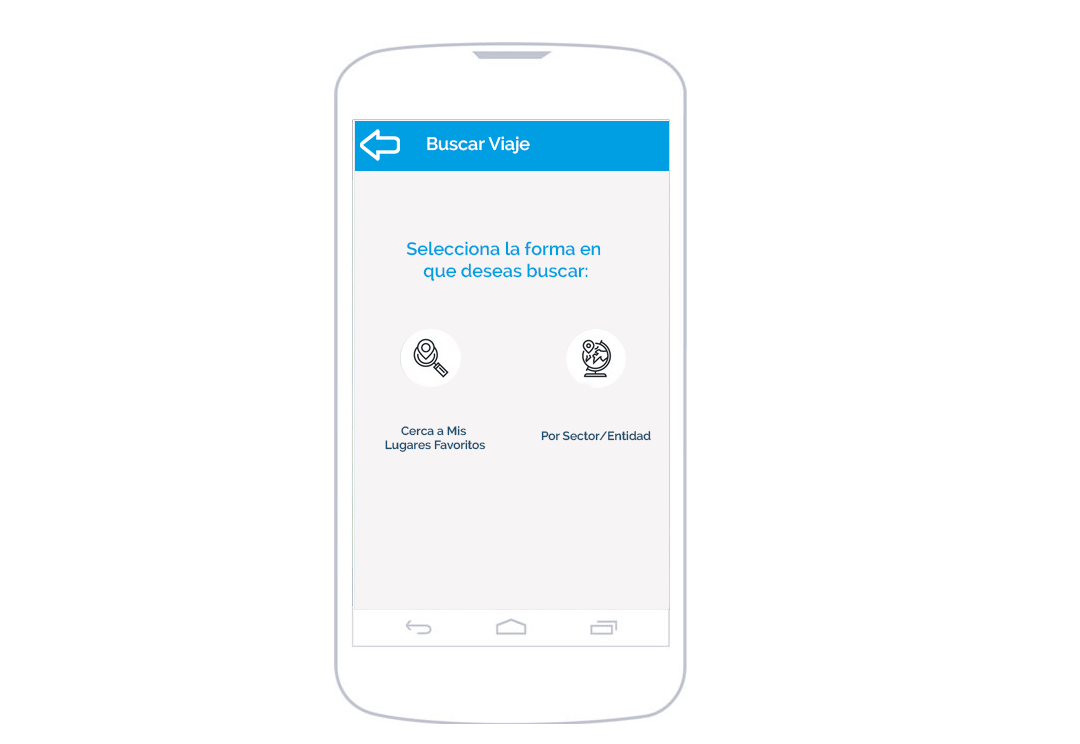 Buscar Viaje
Selecciona la forma en
que deseas buscar:
Cerca a Mis
Lugares Favoritos
Por Sector/Entidad